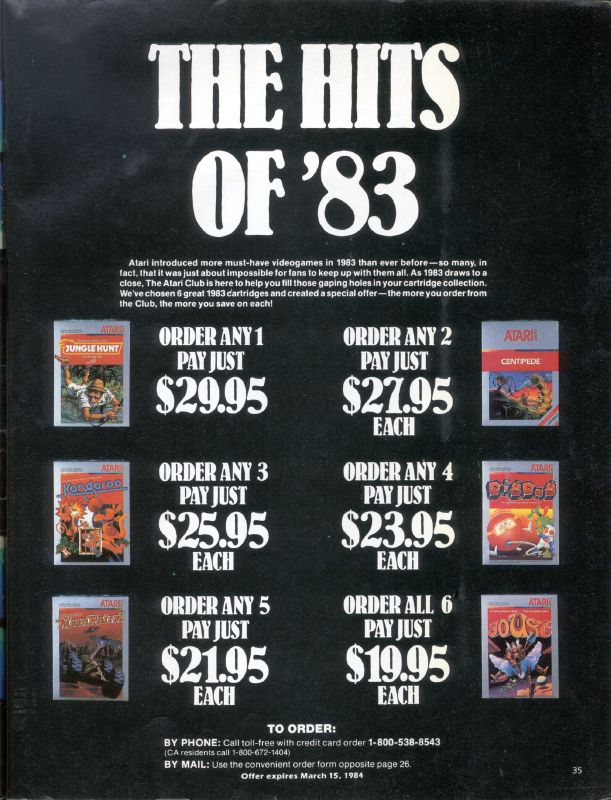 THE HITS
OF '83
Atari introduced more must-have videogames in 1983 than ever before—so many, in
fact, that it was just about impossible for fans to keep up with them all. As 1983 draws to a
close, The Atari Club is here to help you fill those gaping holes in your cartridge collection.
We've chosen 6 great 1983 cartridges and created a special offer—the more you order from
the Club, the more you save on each!
ATARI
JUNGLE HUNT
ORDER ANY 1
PAY JUST
$29.95
ORDER ANY 2
PAY JUST
$27.95
EACH
ATARI
CENTIPEDE
ATARI
Kangaroo
ORDER ANY 3
PAY JUST
$25.95
EACH
ORDER ANY 4
PAY JUST
$23.95
EACH
ATARI
DIG DUG
ATARI
Moon Patrol
ORDER ANY 5
PAY JUST
$21.95
EACH
ORDER ALL 6
PAY JUST
$19.95
EACH
ATARI
JOUST
TO ORDER:
BY PHONE: Call toll-free with credit card order 1-800-538-8543
(CA residents call 1-800-672-1404)
BY MAIL: Use the convenient order form opposite page 26.
Offer expires March 15, 1984
35